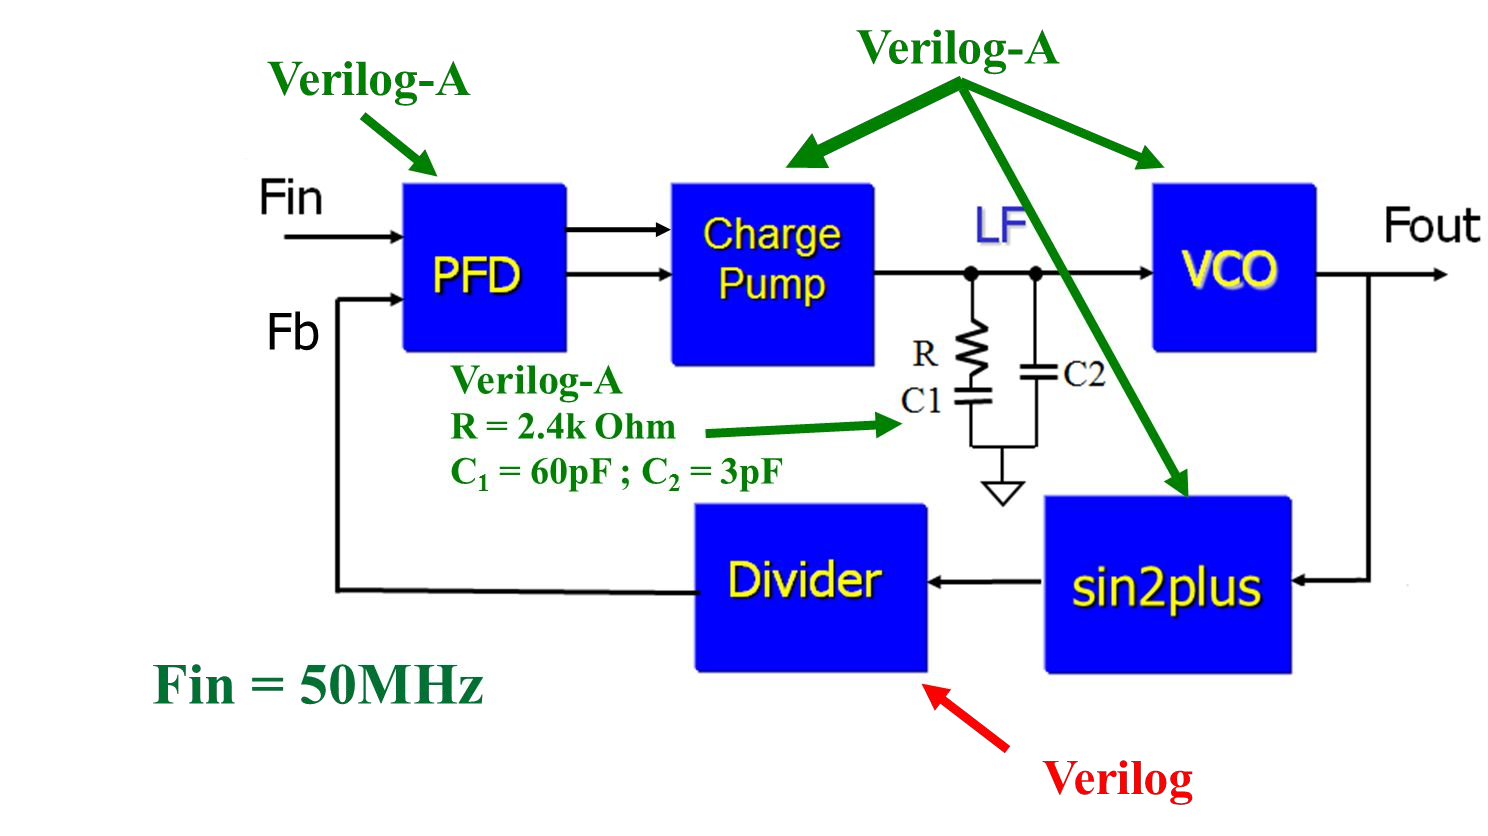 Verilog-A
Verilog-A
Fin
PFD
Fb
Charge
Pump
LF
VCO
Fout
R
C1
C2
Verilog-A
R = 2.4k Ohm
C₁ = 60pF ; C₂ = 3pF
Divider
sin2plus
Fin = 50MHz
Verilog